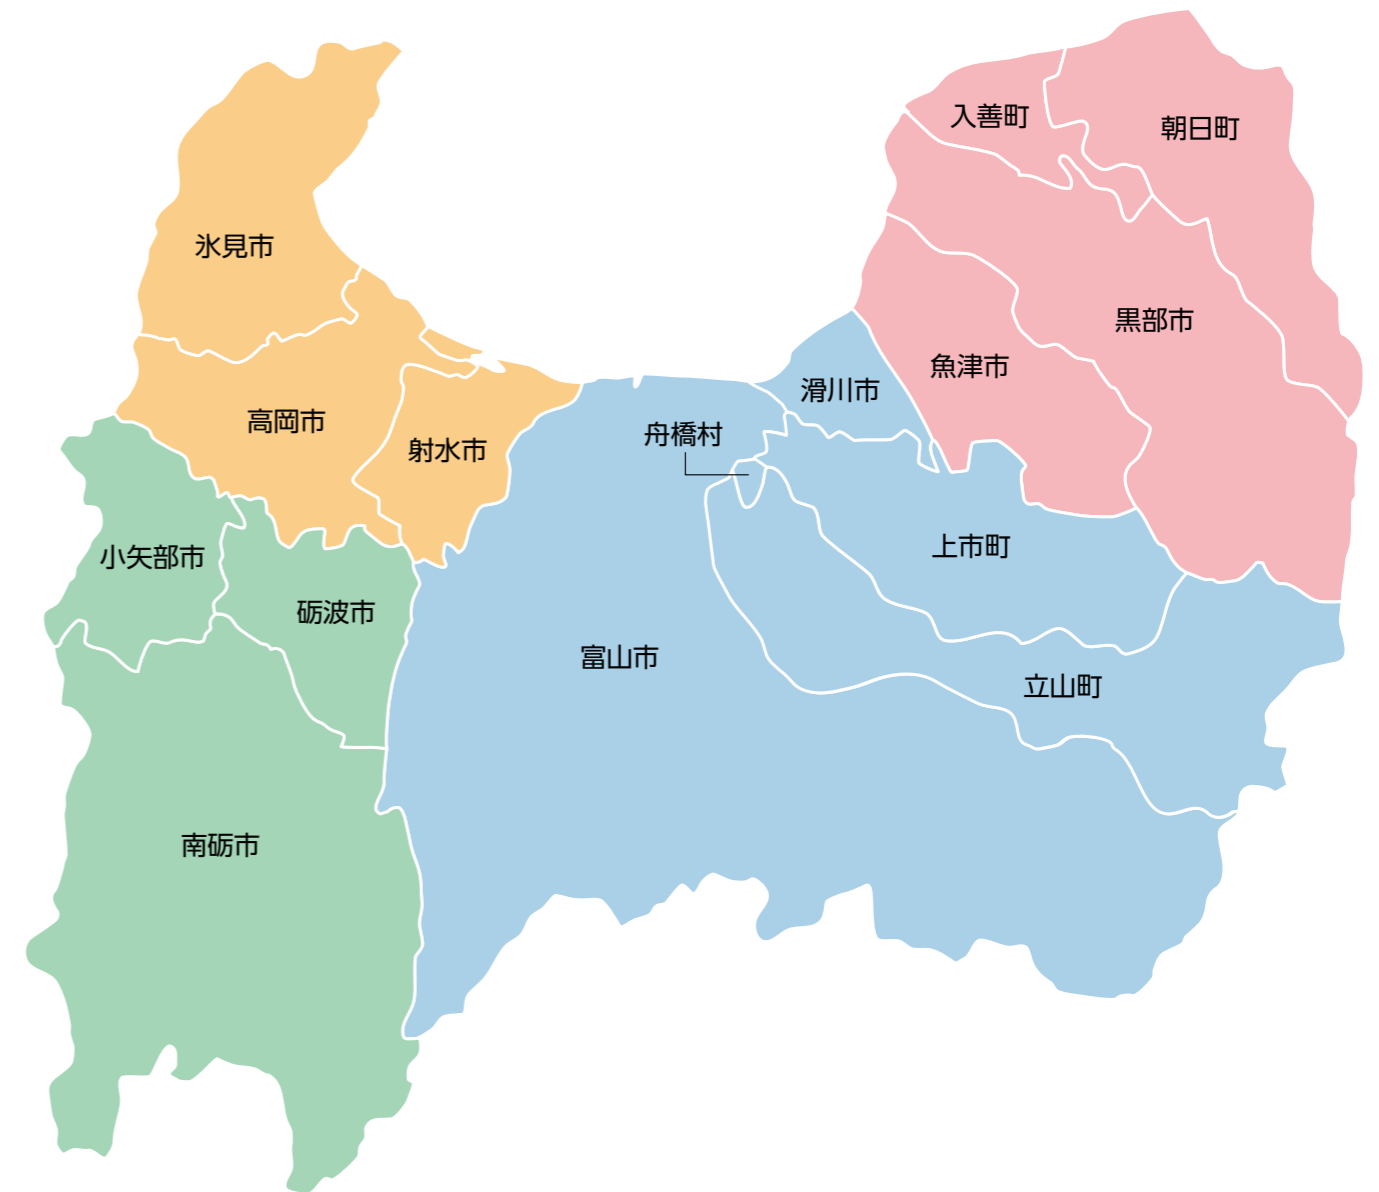 入善町
朝日町
氷見市
黒部市
魚津市
滑川市
高岡市
舟橋村
射水市
上市町
小矢部市
砺波市
富山市
立山町
南砺市